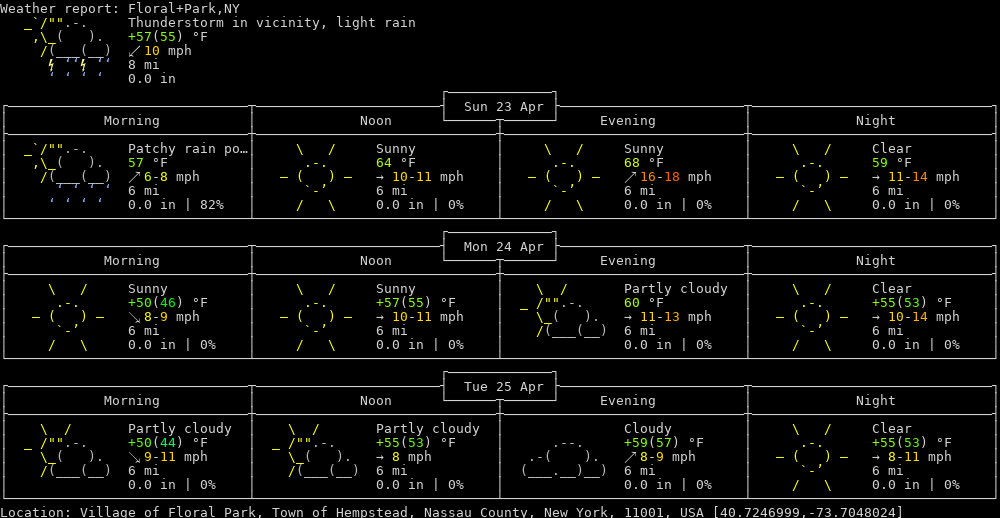 Weather report: Floral+Park,NY
Thunderstorm in vicinity, light rain
+57(55) °F
↙ 10 mph
8 mi
0.0 in
Sun 23 Apr
Morning Noon Evening Night
Patchy rain po… Sunny Sunny Clear
57 °F 64 °F 68 °F 59 °F
↗ 6-8 mph → 10-11 mph ↗ 16-18 mph → 11-14 mph
6 mi 6 mi 6 mi 6 mi
0.0 in | 82% 0.0 in | 0% 0.0 in | 0% 0.0 in | 0%
Mon 24 Apr
Morning Noon Evening Night
Sunny Sunny Partly cloudy Clear
+50(46) °F +57(55) °F 60 °F +55(53) °F
↘ 8-9 mph → 10-11 mph → 11-13 mph → 10-14 mph
6 mi 6 mi 6 mi 6 mi
0.0 in | 0% 0.0 in | 0% 0.0 in | 0% 0.0 in | 0%
Tue 25 Apr
Morning Noon Evening Night
Partly cloudy Partly cloudy Cloudy Clear
+50(44) °F +55(53) °F +59(57) °F +55(53) °F
↘ 9-11 mph → 8 mph ↗ 8-9 mph → 8-11 mph
6 mi 6 mi 6 mi 6 mi
0.0 in | 0% 0.0 in | 0% 0.0 in | 0% 0.0 in | 0%
Location: Village of Floral Park, Town of Hempstead, Nassau County, New York, 11001, USA [40.7246999,-73.7048024]